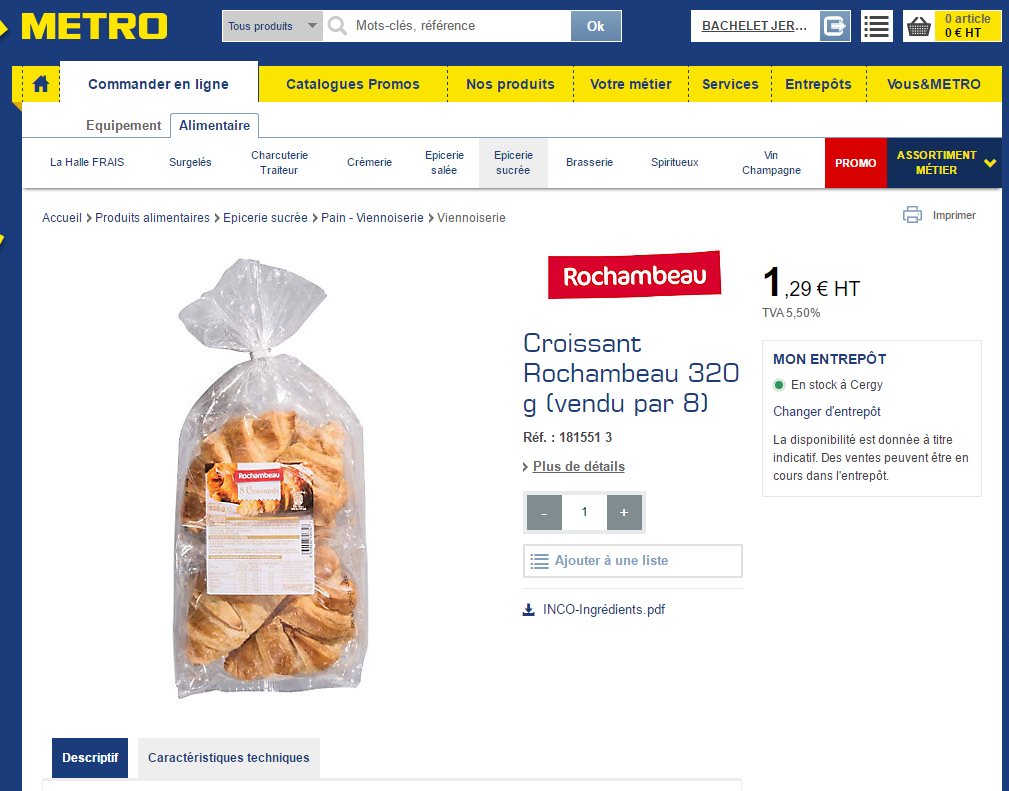 METRO
Tous produits
Mots-clés, référence
Ok
BACHELET JER...
0 article
0 € HT
Commander en ligne
Catalogues Promos
Nos produits
Votre métier
Services
Entrepôts
Vous&METRO
Equipement
Alimentaire
La Halle FRAIS
Surgelés
Charcuterie
Traiteur
Crèmerie
Epicerie
salée
Epicerie
sucrée
Brasserie
Spiritueux
Vin
Champagne
PROMO
ASSORTIMENT
MÉTIER
Accueil > Produits alimentaires > Epicerie sucrée > Pain - Viennoiserie > Viennoiserie
Imprimer
Rochambeau
8 Croissants
320 g
Rochambeau
Croissant
Rochambeau 320
g (vendu par 8)
Réf. : 181551 3
> Plus de détails
- 1 +
Ajouter à une liste
INCO-Ingrédients.pdf
1,29 € HT
TVA 5,50%
MON ENTREPÔT
En stock à Cergy
Changer d'entrepôt
La disponibilité est donnée à titre
indicatif. Des ventes peuvent être en
cours dans l'entrepôt.
Descriptif
Caractéristiques techniques